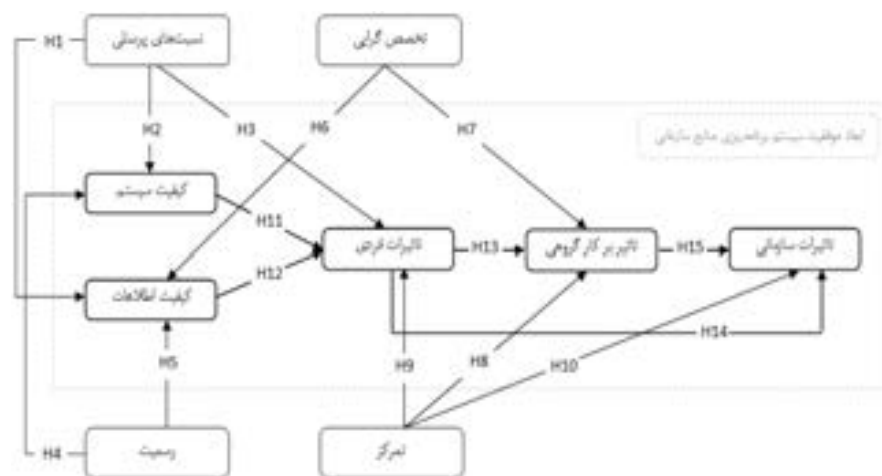 نسبت‌های پرسنلی
تخصص گرایی
H1
H2
H3
H6
H7
ابعاد موفقیت سیستم برنامه‌ریزی منابع سازمانی
کیفیت سیستم
H11
تاثیرات فردی
H13
تاثیر بر کار گروهی
H15
تاثیرات سازمانی
H12
کیفیت اطلاعات
H14
H5
H9
H8
H10
H4
رسمیت
تمرکز